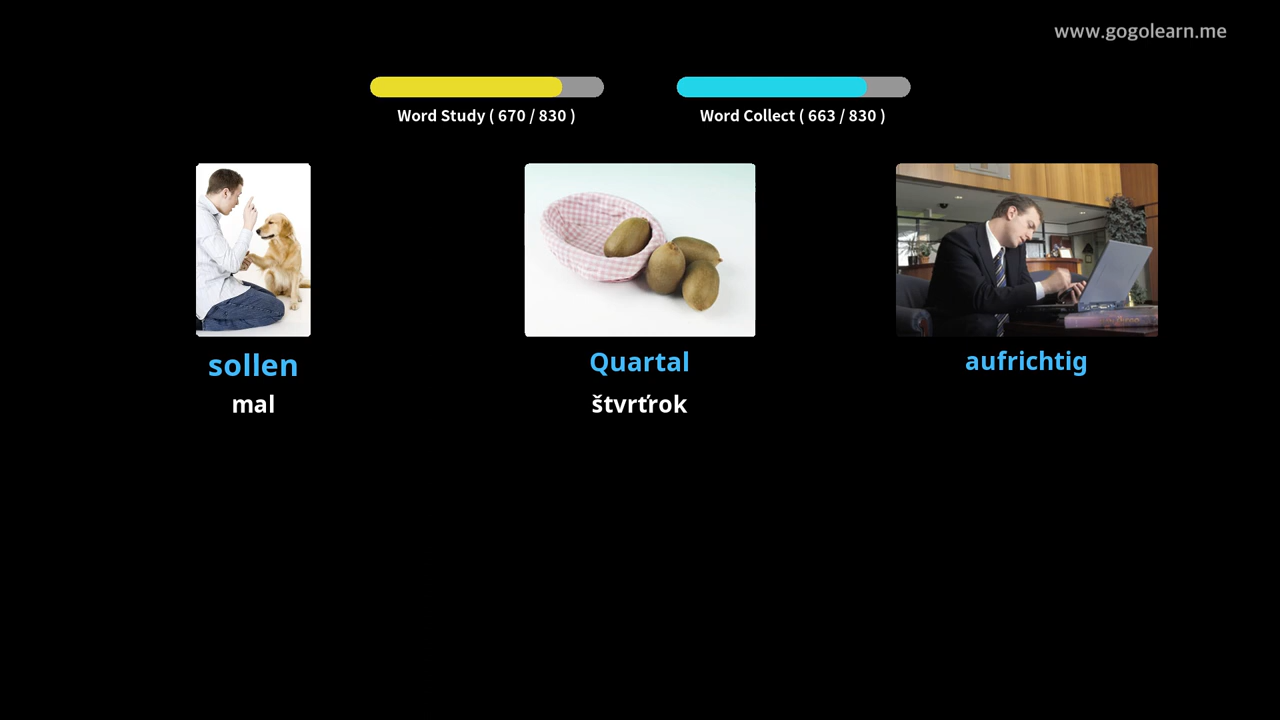 www.gogolearn.me
Word Study ( 670 / 830 )
Word Collect ( 663 / 830 )
sollen
Quartal
aufrichtig
mal
štvrťrok